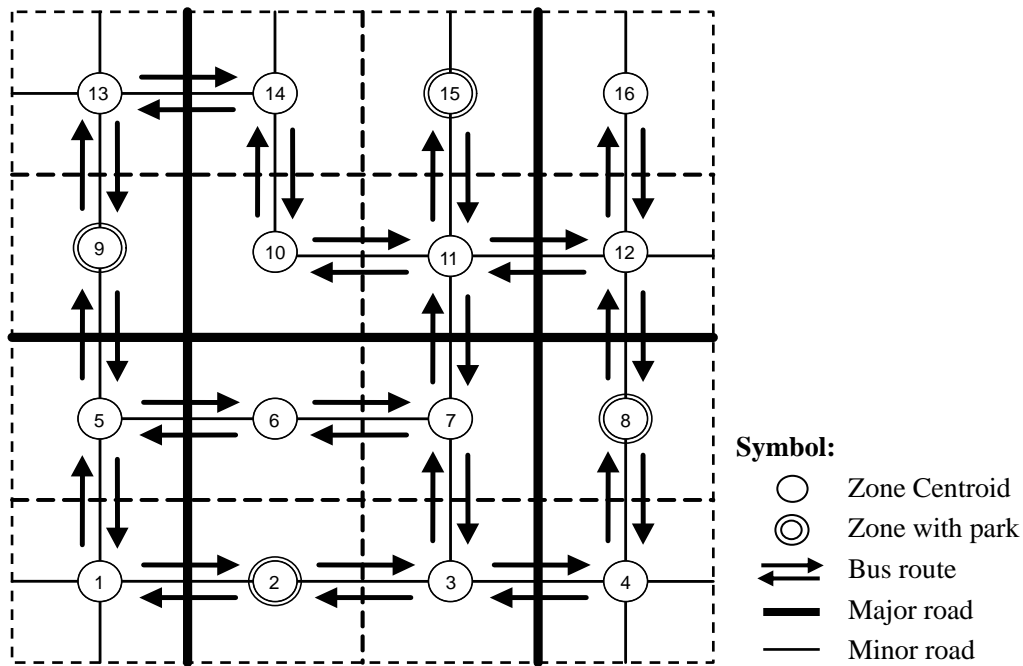 13 14 15 16
9 10 11 12
5 6 7 8
1 2 3 4
Symbol:
Zone Centroid
Zone with park
Bus route
Major road
Minor road